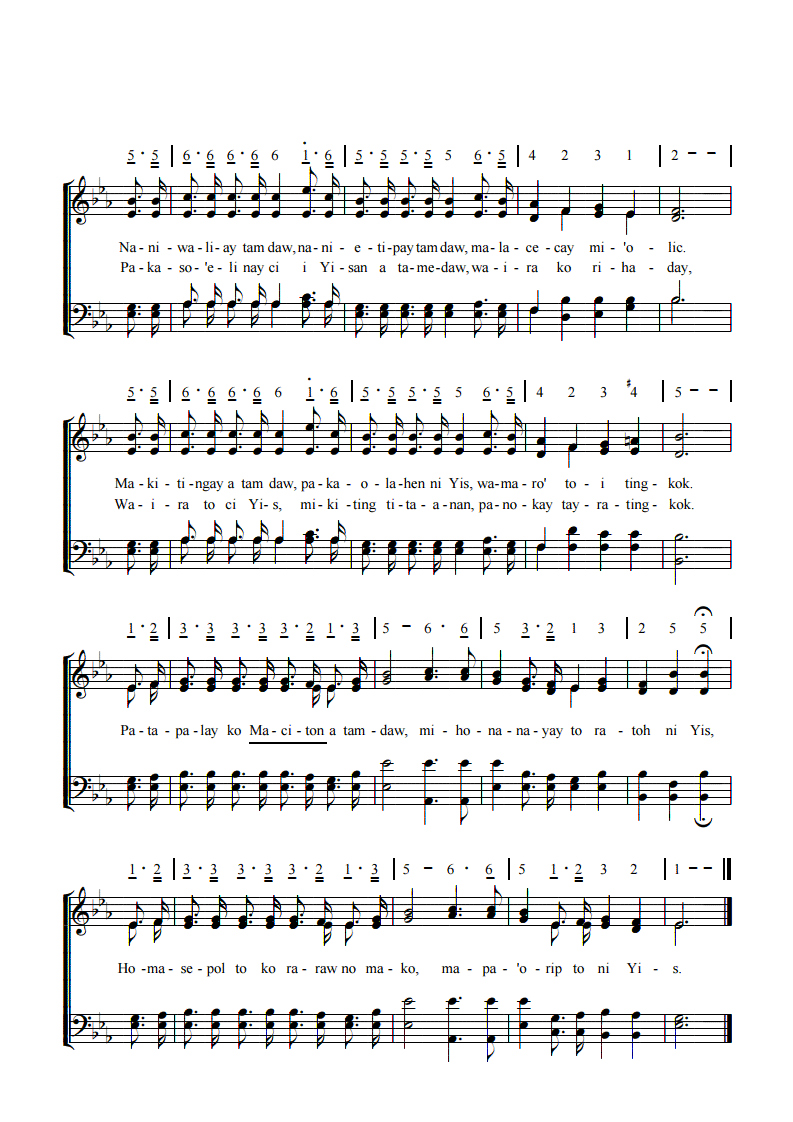 5 · 5 | 6 · 6 6 · 6 6 1 · 6 | 5 · 5 5 · 5 5 6 · 5 | 4 2 3 1 | 2 – – |
Na - ni - wa - li - ay tam daw, na - ni - e - ti - pay tam daw, ma - la - ce - cay mi - 'o - lic.
Pa - ka - so - 'e - li nay ci i Yi - san a ta - me - daw, wa - i - ra ko ri - ha - day,
5 · 5 | 6 · 6 6 · 6 6 1 · 6 | 5 · 5 5 · 5 5 6 · 5 | 4 2 3 ♯4 | 5 – – |
Ma - ki - ti - ngay a tam daw, pa - ka - o - la - hen ni Yis, wa - ma - ro' to - i ting - kok.
Wa - i - ra to ci Yis, mi - ki - ting ti - ta - a - nan, pa - no - kay tay - ra - ting - kok.
1 · 2 | 3 · 3 3 · 3 3 · 2 1 · 3 | 5 – 6 · 6 | 5 3 · 2 1 3 | 2 5 5 |
Pa - ta - pa - lay ko Ma - ci - ton a tam - daw, mi - ho - na - na - yay to ra - toh ni Yis,
1 · 2 | 3 · 3 3 · 3 3 · 2 1 · 3 | 5 – 6 · 6 | 5 1 · 2 3 2 | 1 – – |
Ho - ma - se - pol to ko ra - raw no ma - ko, ma - pa - 'o - rip to ni Yi - s.